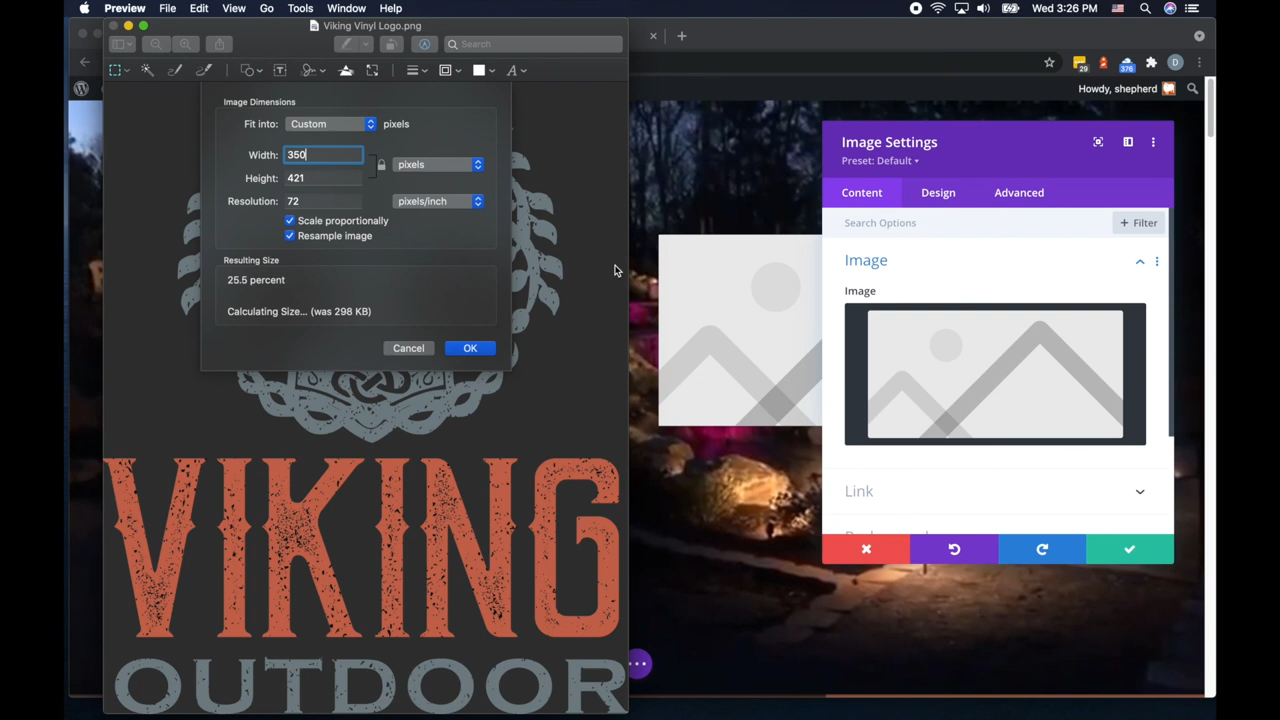 Preview File Edit View Go Tools Window Help
Wed 3:26 PM
Viking Vinyl Logo.png
Search
29
376
D
Howdy, shepherd
Image Dimensions
Fit into: Custom pixels
Width: 350 pixels
Height: 421
Resolution: 72 pixels/inch
Scale proportionally
Resample image
Resulting Size
25.5 percent
Calculating Size... (was 298 KB)
Cancel OK
VIKING
OUTDOOR
Image Settings
Preset: Default
Content Design Advanced
Search Options + Filter
Image
Image
Link